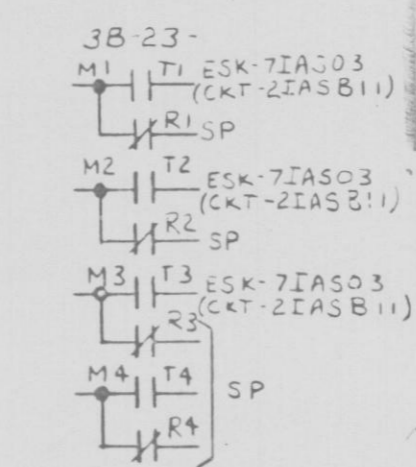 3B-23-
M1 T1 ESK-7IAS03
(CKT-2IASB11)
R1 SP
M2 T2 ESK-7IAS03
(CKT-2IASB11)
R2 SP
M3 T3 ESK-7IAS03
(CKT-2IASB11)
R3
M4 T4 SP
R4